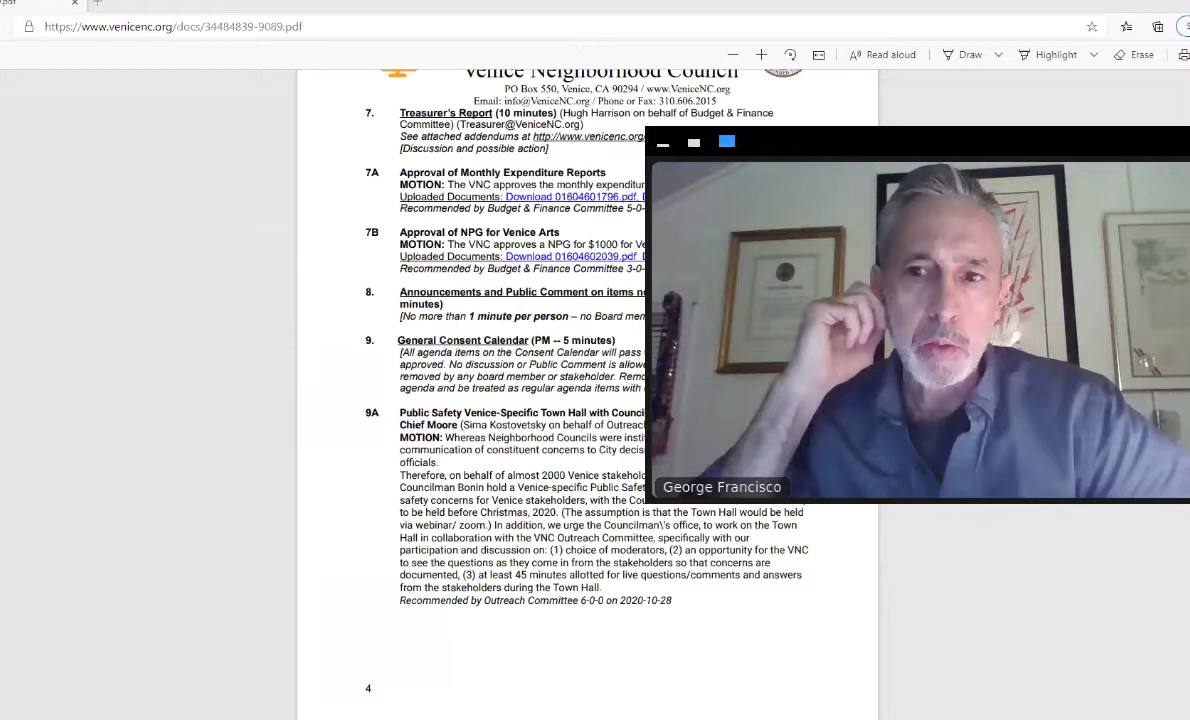 .pdf
https://www.venicenc.org/docs/34484839-9089.pdf
Read aloud
Draw
Highlight
Erase
Venice Neighborhood Council
PO Box 550, Venice, CA 90294 / www.VeniceNC.org
Email: info@VeniceNC.org / Phone or Fax: 310.606.2015
7. Treasurer's Report (10 minutes) (Hugh Harrison on behalf of Budget & Finance
Committee) (Treasurer@VeniceNC.org)
See attached addendums at http://www.venicenc.org/
[Discussion and possible action]
7A Approval of Monthly Expenditure Reports
MOTION: The VNC approves the monthly expenditur
Uploaded Documents: Download 01604601796.pdf,
Recommended by Budget & Finance Committee 5-0-
7B Approval of NPG for Venice Arts
MOTION: The VNC approves a NPG for $1000 for Ve
Uploaded Documents: Download 01604602039.pdf
Recommended by Budget & Finance Committee 3-0-
8. Announcements and Public Comment on items no
minutes)
[No more than 1 minute per person – no Board mem
9. General Consent Calendar (PM -- 5 minutes)
[All agenda items on the Consent Calendar will pass
approved. No discussion or Public Comment is allowe
removed by any board member or stakeholder. Remo
agenda and be treated as regular agenda items with
9A Public Safety Venice-Specific Town Hall with Counci
Chief Moore (Sima Kostovetsky on behalf of Outreac
MOTION: Whereas Neighborhood Councils were instit
communication of constituent concerns to City decis
officials.
Therefore, on behalf of almost 2000 Venice stakehold
Councilman Bonin hold a Venice-specific Public Safet
safety concerns for Venice stakeholders, with the Cou
to be held before Christmas, 2020. (The assumption is that the Town Hall would be held
via webinar/ zoom.) In addition, we urge the Councilman\'s office, to work on the Town
Hall in collaboration with the VNC Outreach Committee, specifically with our
participation and discussion on: (1) choice of moderators, (2) an opportunity for the VNC
to see the questions as they come in from the stakeholders so that concerns are
documented, (3) at least 45 minutes allotted for live questions/comments and answers
from the stakeholders during the Town Hall.
Recommended by Outreach Committee 6-0-0 on 2020-10-28
4
George Francisco